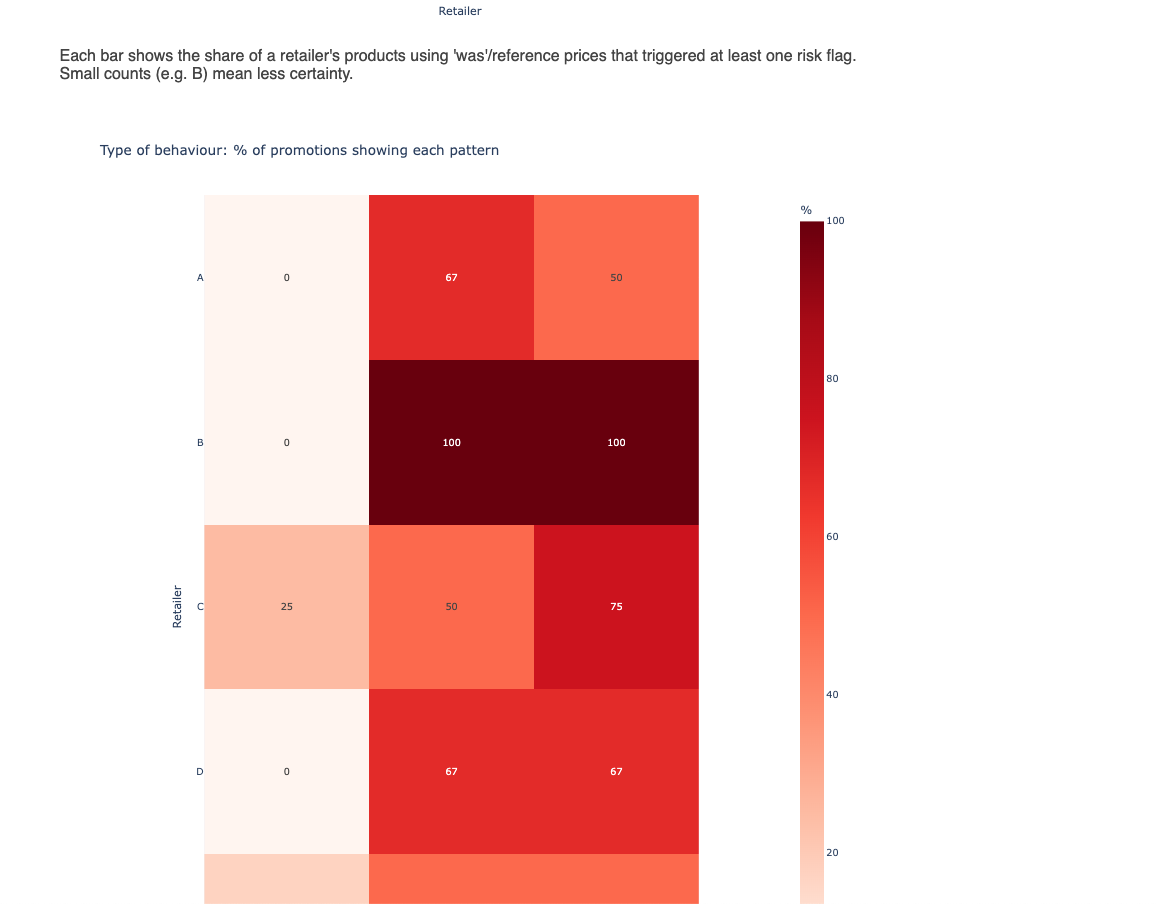 Retailer
Each bar shows the share of a retailer's products using 'was'/reference prices that triggered at least one risk flag.
Small counts (e.g. B) mean less certainty.
Type of behaviour: % of promotions showing each pattern
%
100
A 0 67 50
80
B 0 100 100
60
Retailer
C 25 50 75
40
D 0 67 67
20